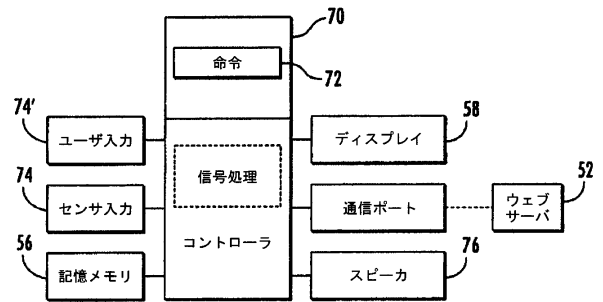 70
命令
72
74'
ユーザ入力
ディスプレイ
58
信号処理
74
センサ入力
通信ポート
ウェブ
サーバ
52
コントローラ
56
記憶メモリ
スピーカ
76